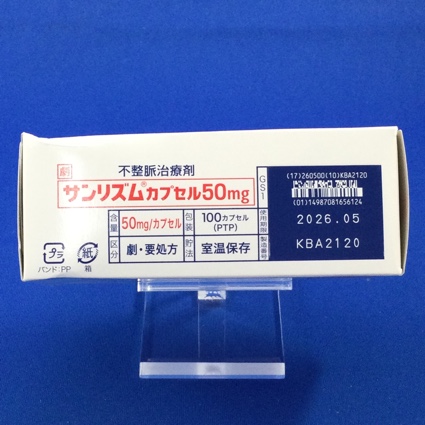 劇
不整脈治療剤
サンリズム®カプセル50mg
含量 50mg/カプセル 包装 100カプセル(PTP)
区分 劇・要処方 貯法 室温保存
プラ
バンド:PP
紙
箱
GS1
(17)260500(10)KBA2120
(01)14987081656124
使用期限 2026.05
製造番号 KBA2120